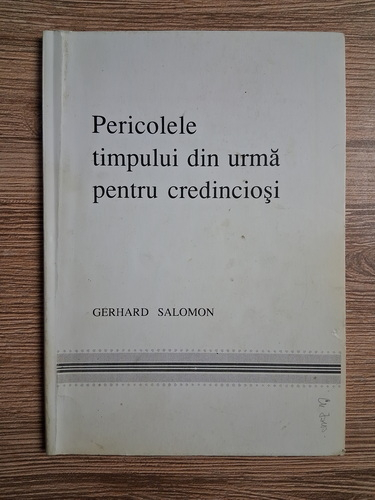 Pericolele
timpului din urmă
pentru credincioşi
GERHARD SALOMON